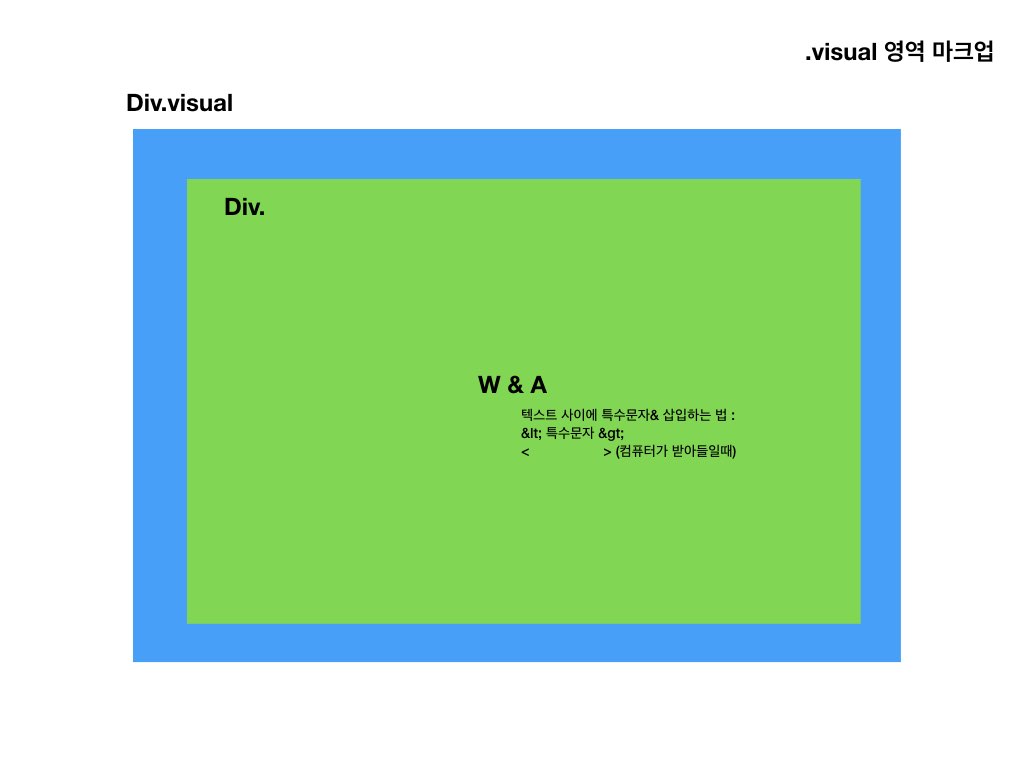 .visual 영역 마크업
Div.visual
Div.
W & A
텍스트 사이에 특수문자& 삽입하는 법 :
&lt; 특수문자 &gt;
< > (컴퓨터가 받아들일때)